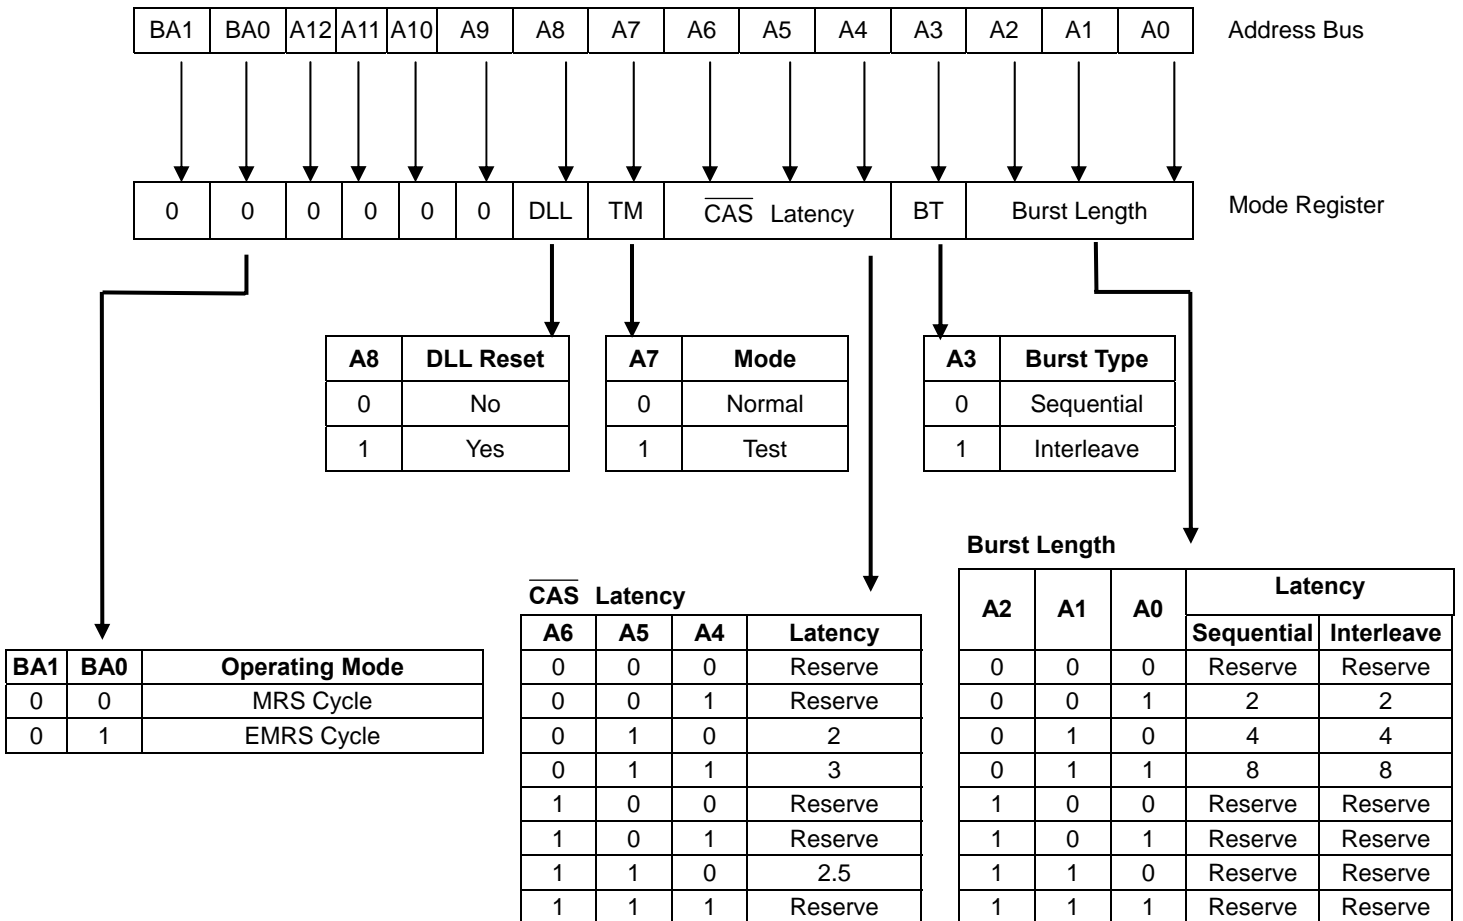 BA1 BA0 A12 A11 A10 A9 A8 A7 A6 A5 A4 A3 A2 A1 A0 Address Bus
0 0 0 0 0 0 DLL TM CAS Latency BT Burst Length Mode Register
A8 DLL Reset
0 No
1 Yes
A7 Mode
0 Normal
1 Test
A3 Burst Type
0 Sequential
1 Interleave
BA1 BA0 Operating Mode
0 0 MRS Cycle
0 1 EMRS Cycle
CAS Latency
A6 A5 A4 Latency
0 0 0 Reserve
0 0 1 Reserve
0 1 0 2
0 1 1 3
1 0 0 Reserve
1 0 1 Reserve
1 1 0 2.5
1 1 1 Reserve
Burst Length
A2 A1 A0 Latency
Sequential Interleave
0 0 0 Reserve Reserve
0 0 1 2 2
0 1 0 4 4
0 1 1 8 8
1 0 0 Reserve Reserve
1 0 1 Reserve Reserve
1 1 0 Reserve Reserve
1 1 1 Reserve Reserve